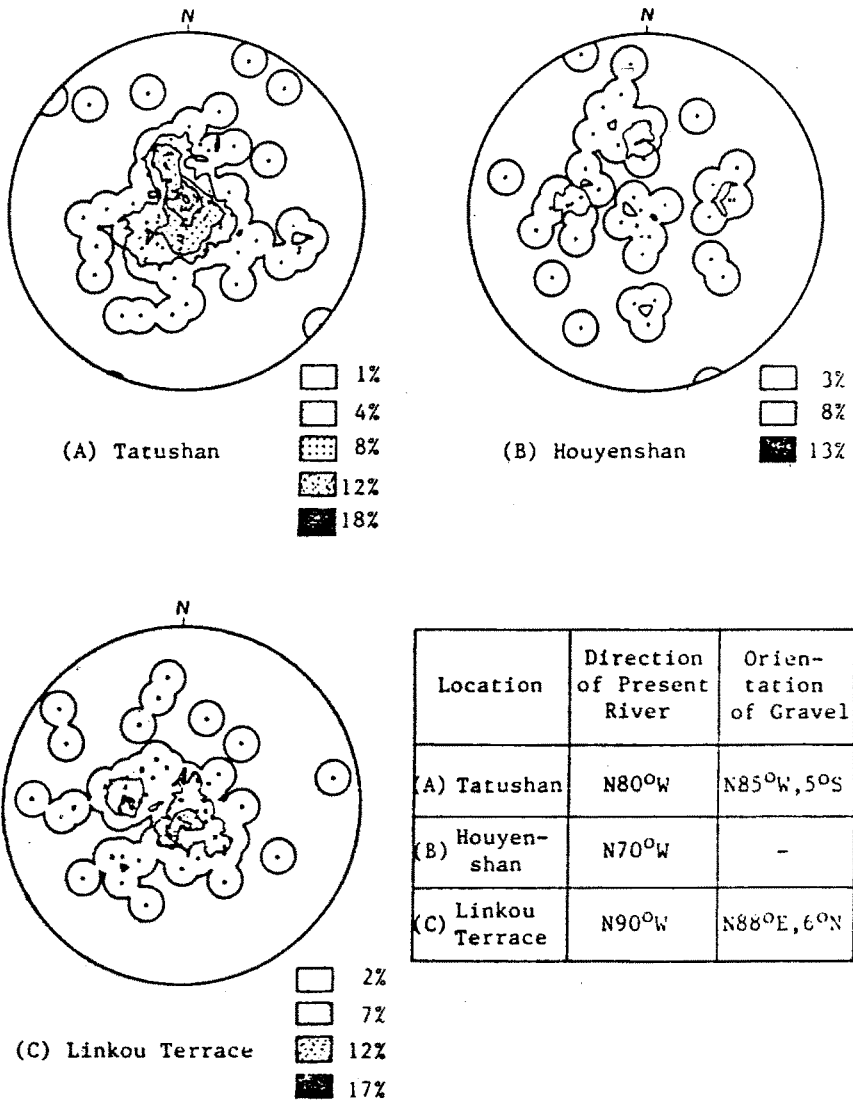 N
N
1%
4%
8%
12%
18%
(A) Tatushan
3%
8%
13%
(B) Houyenshan
N
2%
7%
12%
17%
(C) Linkou Terrace
Location
Direction
of Present
River
Orien-
tation
of Gravel
(A) Tatushan
N80°W
N85°W,5°S
(B) Houyen-
shan
N70°W
-
(C) Linkou
Terrace
N90°W
N88°E,6°N